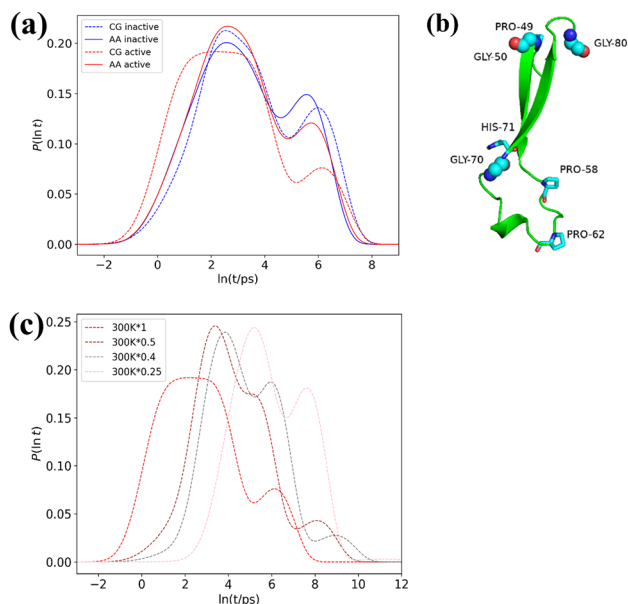 (a)
CG inactive
AA inactive
CG active
AA active
P(ln t)
0.20
0.15
0.10
0.05
0.00
−2 0 2 4 6 8
ln(t/ps)
(b)
PRO-49
GLY-50
GLY-80
HIS-71
GLY-70
PRO-58
PRO-62
(c)
300K*1
300K*0.5
300K*0.4
300K*0.25
P(ln t)
0.25
0.20
0.15
0.10
0.05
0.00
−2 0 2 4 6 8 10 12
ln(t/ps)